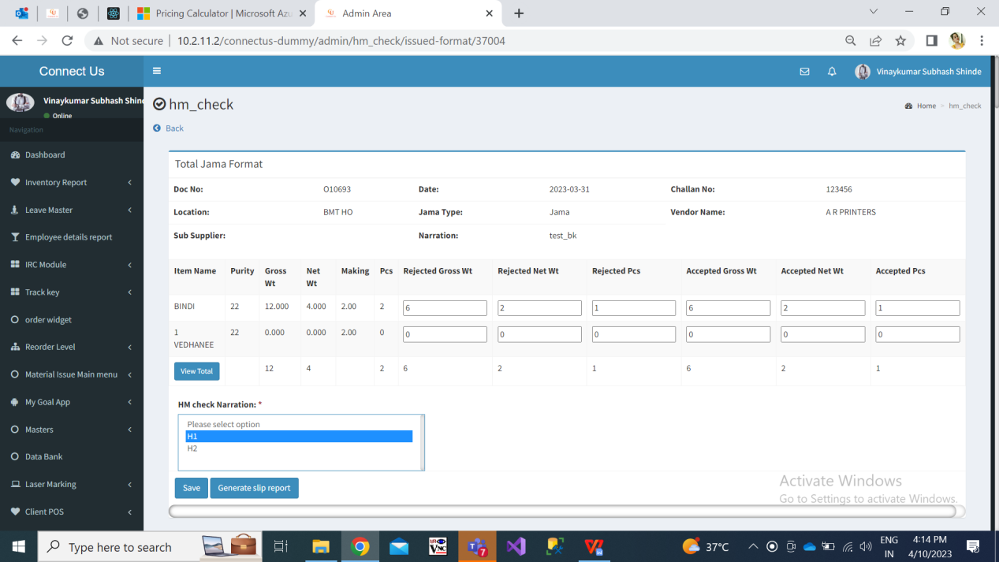 Pricing Calculator | Microsoft Azu
Admin Area
Not secure | 10.2.11.2/connectus-dummy/admin/hm_check/issued-format/37004
Connect Us
Vinaykumar Subhash Shinde
Vinaykumar Subhash Shind
Online
Navigation
Dashboard
Inventory Report
Leave Master
Employee details report
IRC Module
Track key
order widget
Reorder Level
Material Issue Main menu
My Goal App
Masters
Data Bank
Laser Marking
Client POS
hm_check
Home > hm_check
Back
Total Jama Format
Doc No: O10693 Date: 2023-03-31 Challan No: 123456
Location: BMT HO Jama Type: Jama Vendor Name: A R PRINTERS
Sub Supplier: Narration: test_bk
Item Name Purity Gross Wt Net Wt Making Pcs Rejected Gross Wt Rejected Net Wt Rejected Pcs Accepted Gross Wt Accepted Net Wt Accepted Pcs
BINDI 22 12.000 4.000 2.00 2 6 2 1 6 2 1
1 VEDHANEE 22 0.000 0.000 2.00 0 0 0 0 0 0 0
View Total 12 4 2 6 2 1 6 2 1
HM check Narration: *
Please select option
H1
H2
Save Generate slip report
Activate Windows
Go to Settings to activate Windows.
Type here to search
VNC
7
37°C
ENG
IN
4:14 PM
4/10/2023